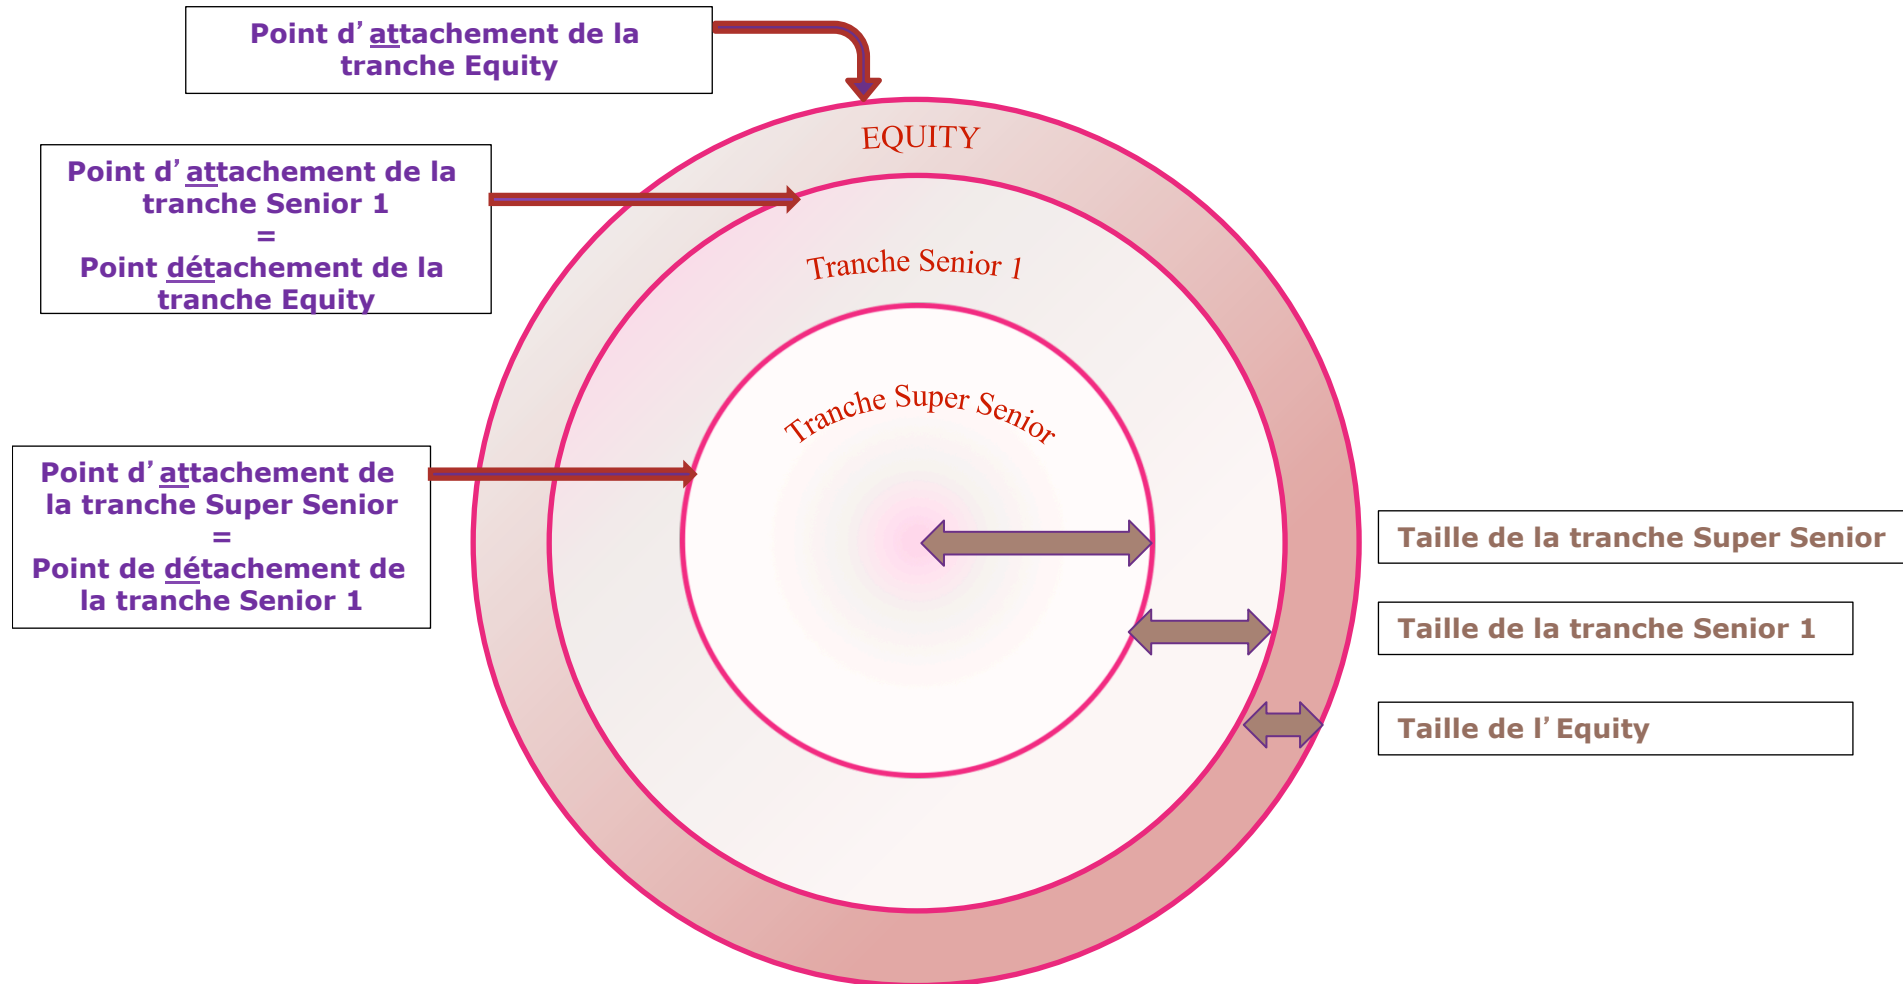 Point d’attachement de la
tranche Equity
EQUITY
Point d’attachement de la
tranche Senior 1
=
Point détachement de la
tranche Equity
Tranche Senior 1
Tranche Super Senior
Point d’attachement de
la tranche Super Senior
=
Point de détachement de
la tranche Senior 1
Taille de la tranche Super Senior
Taille de la tranche Senior 1
Taille de l’Equity